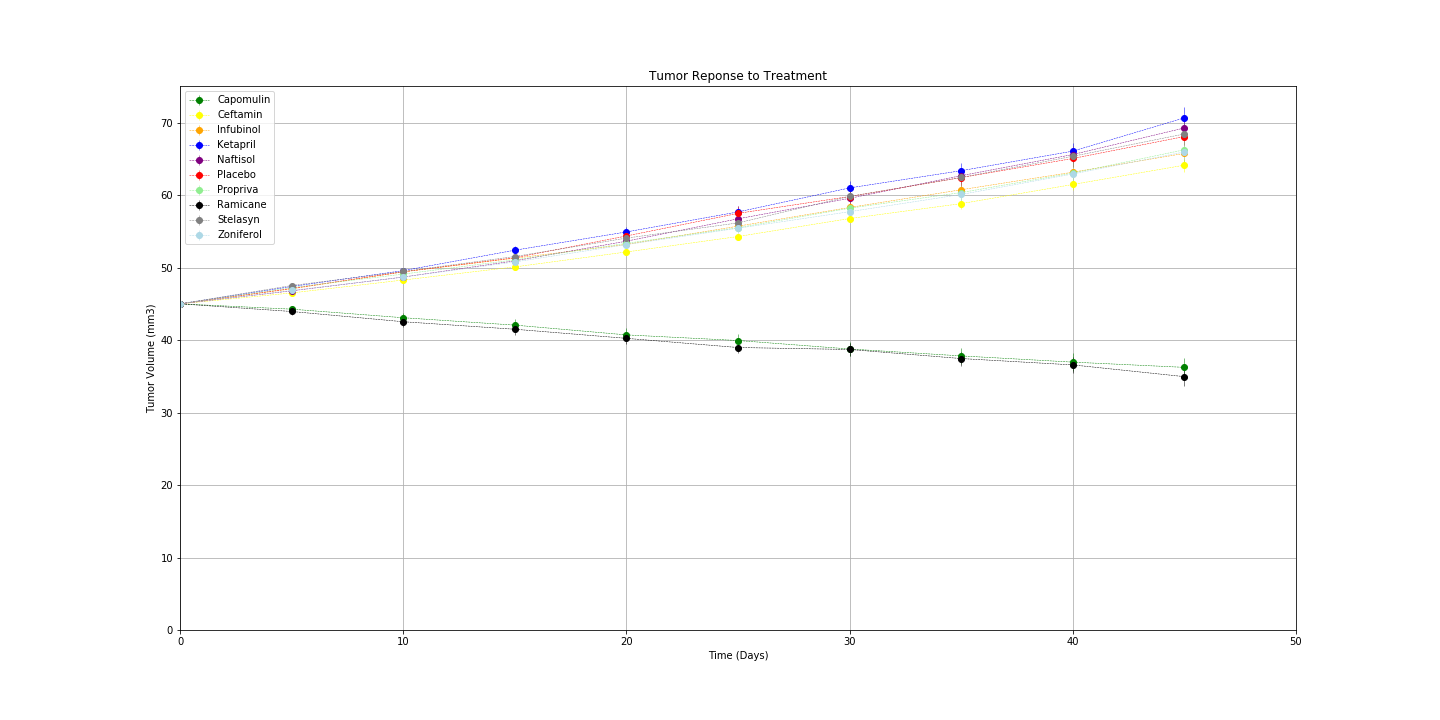 Tumor Reponse to Treatment
Capomulin
Ceftamin
Infubinol
Ketapril
Naftisol
Placebo
Propriva
Ramicane
Stelasyn
Zoniferol
Tumor Volume (mm3)
70
60
50
40
30
20
10
0
0 10 20 30 40 50
Time (Days)